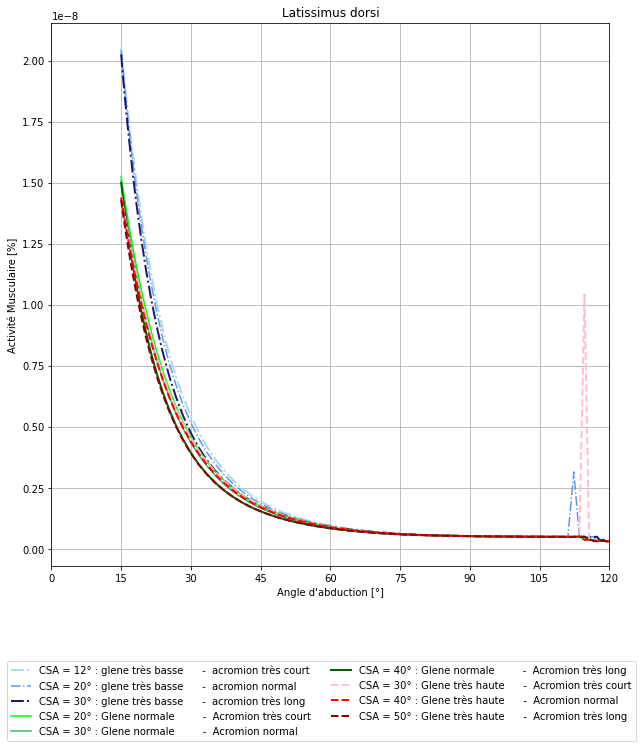 Latissimus dorsi
1e−8
2.00
1.75
1.50
1.25
1.00
0.75
0.50
0.25
0.00
Activité Musculaire [%]
0 15 30 45 60 75 90 105 120
Angle d'abduction [°]
CSA = 12° : glene très basse - acromion très court
CSA = 20° : glene très basse - acromion normal
CSA = 30° : glene très basse - acromion très long
CSA = 20° : Glene normale - Acromion très court
CSA = 30° : Glene normale - Acromion normal
CSA = 40° : Glene normale - Acromion très long
CSA = 30° : Glene très haute - Acromion très court
CSA = 40° : Glene très haute - Acromion normal
CSA = 50° : Glene très haute - Acromion très long